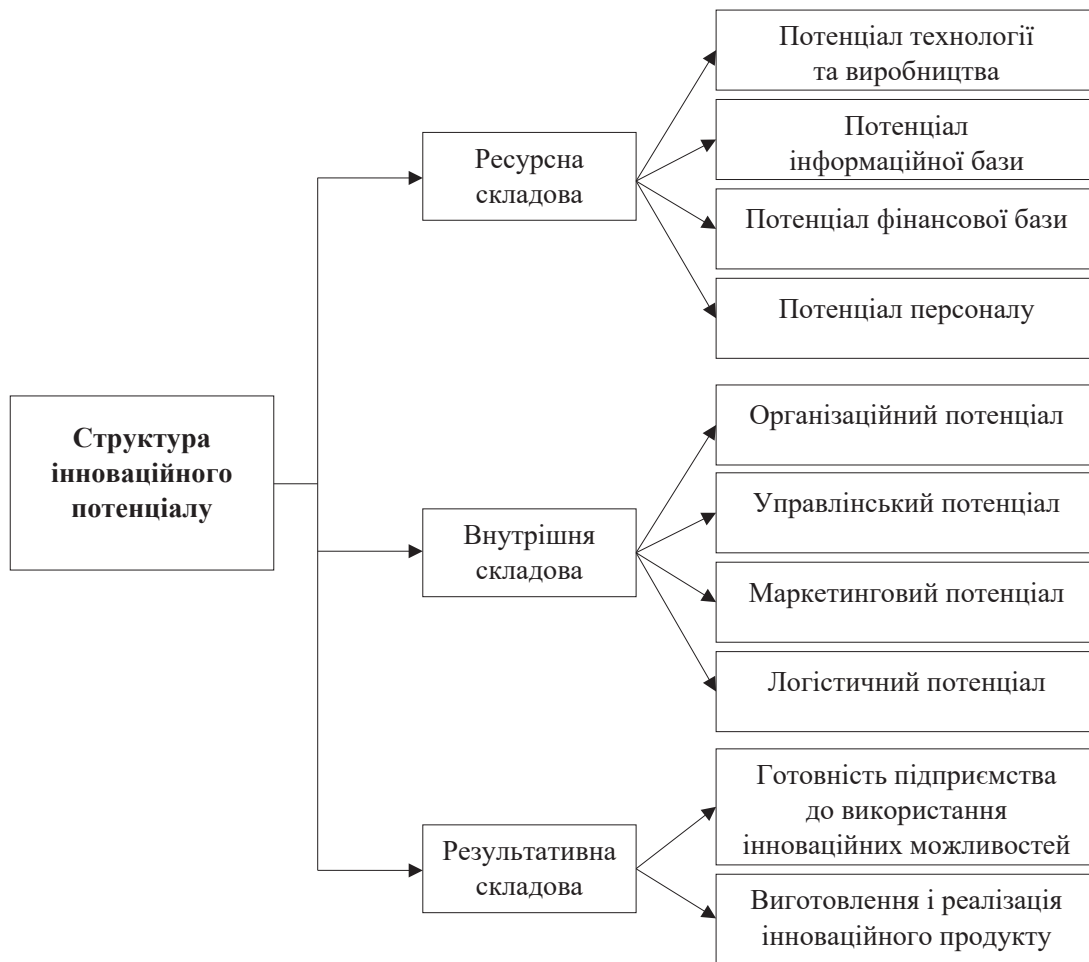 Структура
інноваційного
потенціалу
Ресурсна
складова
Потенціал технології
та виробництва
Потенціал
інформаційної бази
Потенціал фінансової бази
Потенціал персоналу
Внутрішня
складова
Організаційний потенціал
Управлінський потенціал
Маркетинговий потенціал
Логістичний потенціал
Результативна
складова
Готовність підприємства
до використання
інноваційних можливостей
Виготовлення і реалізація
інноваційного продукту